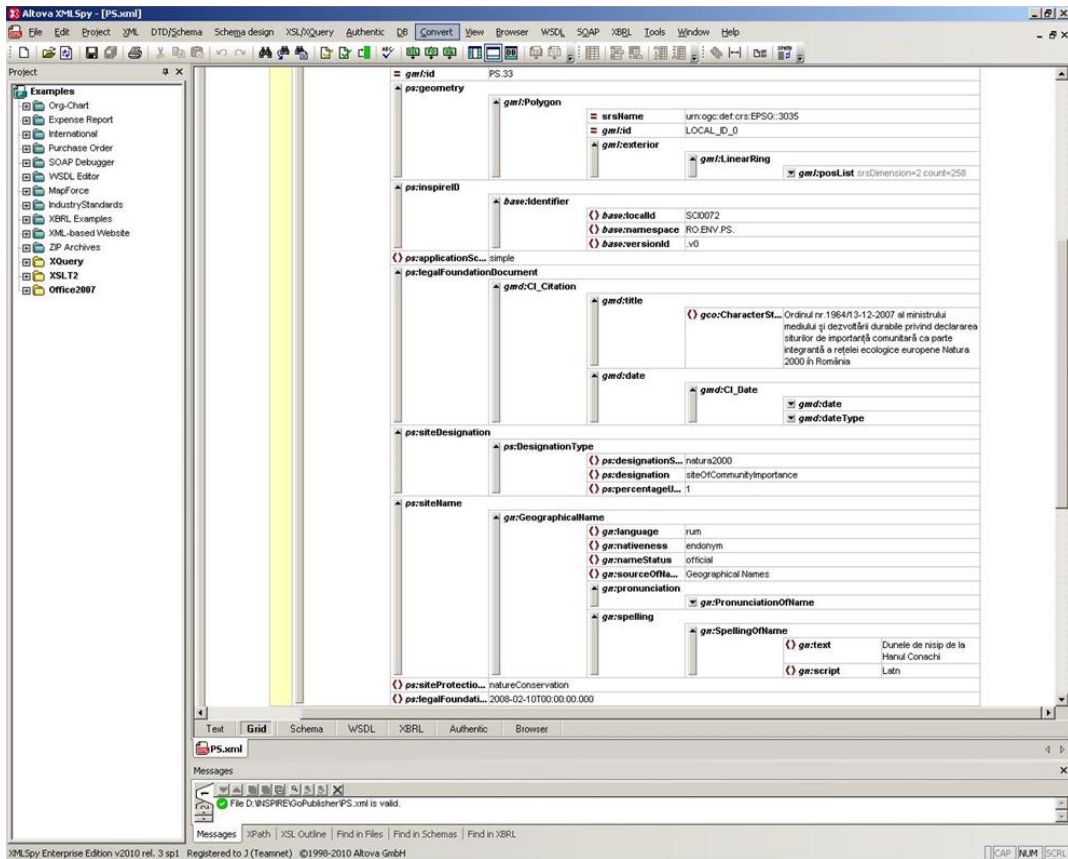 Altova XMLSpy - [PS.xml]
File Edit Project XML DTD/Schema Schema design XSL/XQuery Authentic DB Convert View Browser WSDL SOAP XBRL Tools Window Help
Project
Examples
Org-Chart
Expense Report
International
Purchase Order
SOAP Debugger
WSDL Editor
MapForce
IndustryStandards
XBRL Examples
XML-based Website
ZIP Archives
XQuery
XSLT2
Office2007
= gml:id PS.33
ps:geometry
gml:Polygon
= srsName urn:ogc:def:crs:EPSG::3035
= gml:id LOCAL_ID_0
gml:exterior
gml:LinearRing
gml:posList srsDimension=2 count=258
ps:inspireID
base:Identifier
() base:localId SCI0072
() base:namespace RO.ENV.PS.
() base:versionId .v0
() ps:applicationSc... simple
ps:legalFoundationDocument
gmd:CI_Citation
gmd:title
() gco:CharacterSt... Ordinul nr.1964/13-12-2007 al ministrului
mediului şi dezvoltării durabile privind declararea
siturilor de importanţă comunitară ca parte
integrantă a reţelei ecologice europene Natura
2000 în România
gmd:date
gmd:CI_Date
gmd:date
gmd:dateType
ps:siteDesignation
ps:DesignationType
() ps:designationS... natura2000
() ps:designation siteOfCommunityImportance
() ps:percentageU... 1
ps:siteName
gn:GeographicalName
() gn:language rum
() gn:nativeness endonym
() gn:nameStatus official
() gn:sourceOfNa... Geographical Names
gn:pronunciation
gn:PronunciationOfName
gn:spelling
gn:SpellingOfName
() gn:text Dunele de nisip de la
Hanul Conachi
() gn:script Latn
() ps:siteProtectio... natureConservation
() ps:legalFoundati... 2008-02-10T00:00:00.000
Text Grid Schema WSDL XBRL Authentic Browser
PS.xml
Messages
File D:\INSPIRE\GoPublisher\PS.xml is valid.
Messages XPath XSL Outline Find in Files Find in Schemas Find in XBRL
XMLSpy Enterprise Edition v2010 rel. 3 sp1 Registered to J (Teamnet) ©1998-2010 Altova GmbH
CAP NUM SCRL